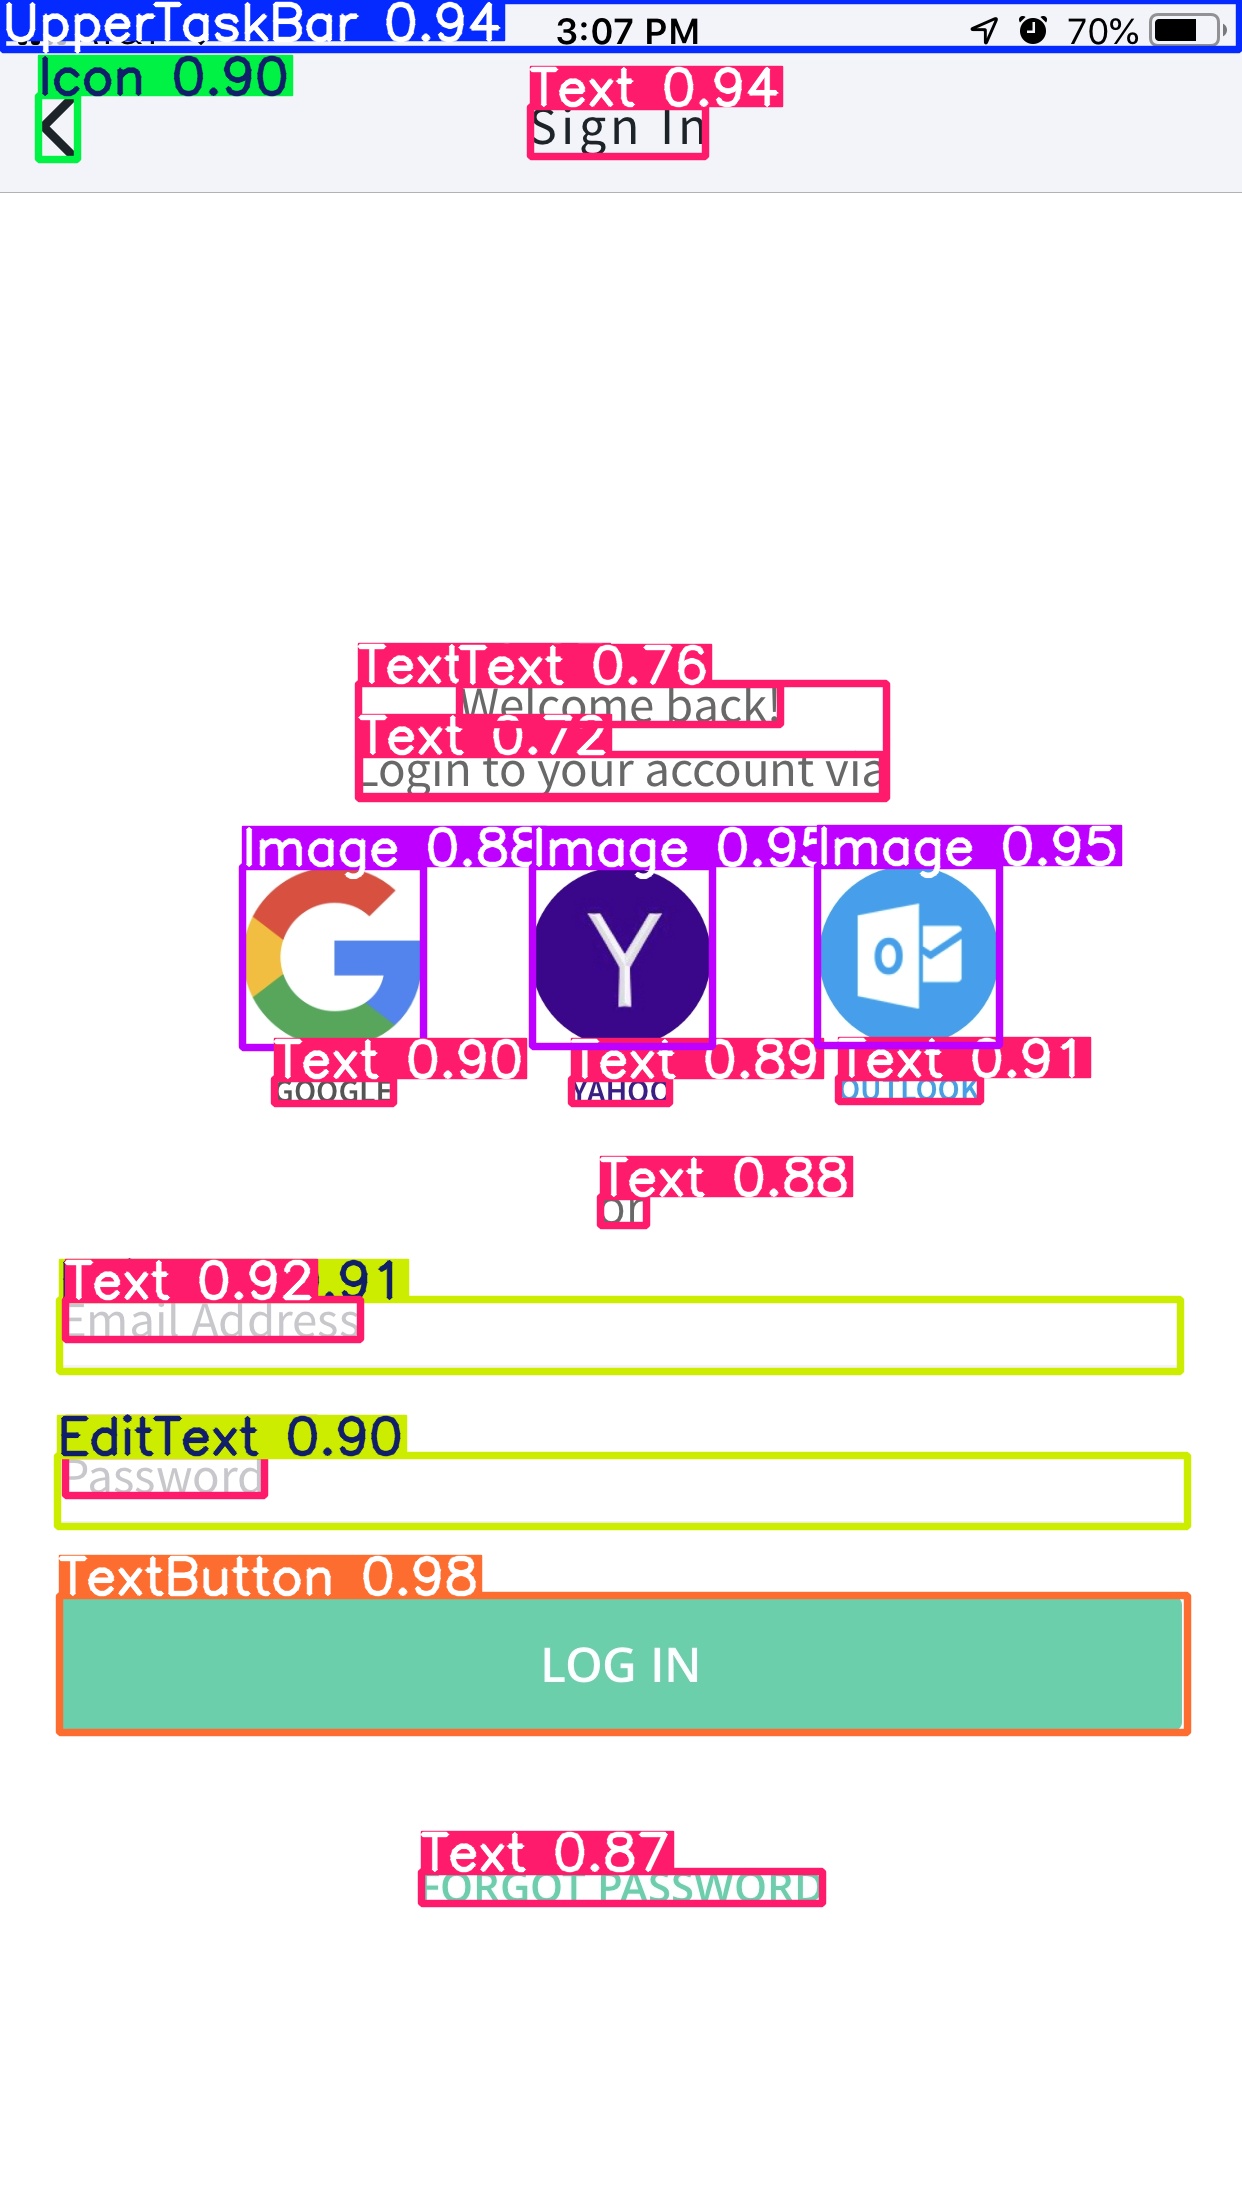 UpperTaskBar 0.94
3:07 PM
70%
Icon 0.90
Text 0.94
Sign In
Text Text 0.76
Welcome back!
Text 0.72
Login to your account via
Image 0.88 Image 0.95 Image 0.95
Y
O
Text 0.90 Text 0.89 Text 0.91
GOOGLE YAHOO OUTLOOK
Text 0.88
or
Text 0.92 .91
Email Address
EditText 0.90
Password
TextButton 0.98
LOG IN
Text 0.87
FORGOT PASSWORD